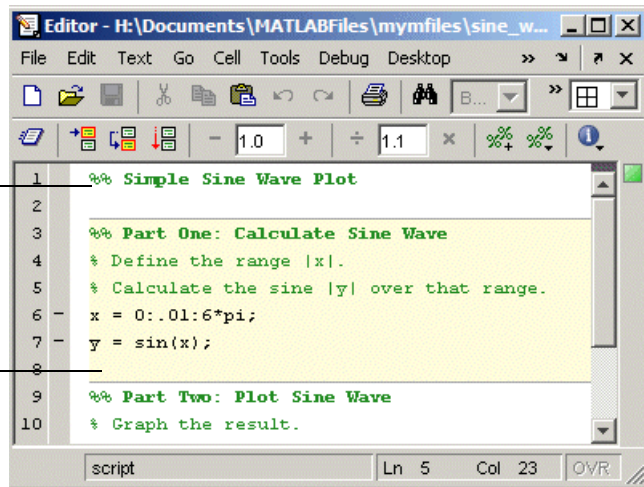 Editor - H:\Documents\MATLABFiles\mymfiles\sine_w...
File Edit Text Go Cell Tools Debug Desktop »
B... »
- 1.0 + ÷ 1.1 ×
1 %% Simple Sine Wave Plot
2
3 %% Part One: Calculate Sine Wave
4 % Define the range |x|.
5 % Calculate the sine |y| over that range.
6 - x = 0:.01:6*pi;
7 - y = sin(x);
8
9 %% Part Two: Plot Sine Wave
10 % Graph the result.
script Ln 5 Col 23 OVR